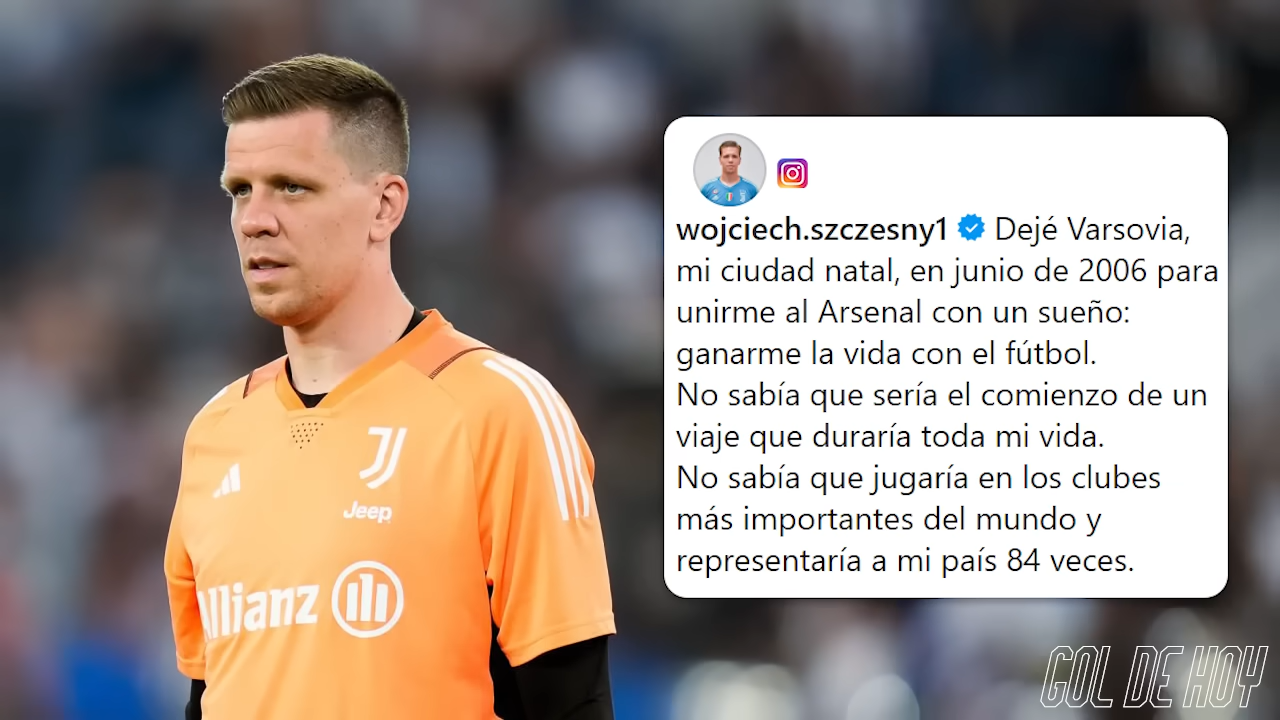 wojciech.szczesny1 Dejé Varsovia,
mi ciudad natal, en junio de 2006 para
unirme al Arsenal con un sueño:
ganarme la vida con el fútbol.
No sabía que sería el comienzo de un
viaje que duraría toda mi vida.
No sabía que jugaría en los clubes
más importantes del mundo y
representaría a mi país 84 veces.
Jeep
Allianz
GOL DE HOY